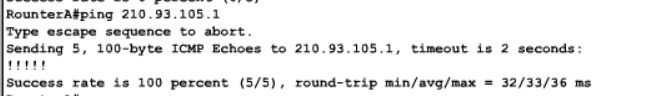 RounterA#ping 210.93.105.1
Type escape sequence to abort.
Sending 5, 100-byte ICMP Echoes to 210.93.105.1, timeout is 2 seconds:
!!!!!
Success rate is 100 percent (5/5), round-trip min/avg/max = 32/33/36 ms